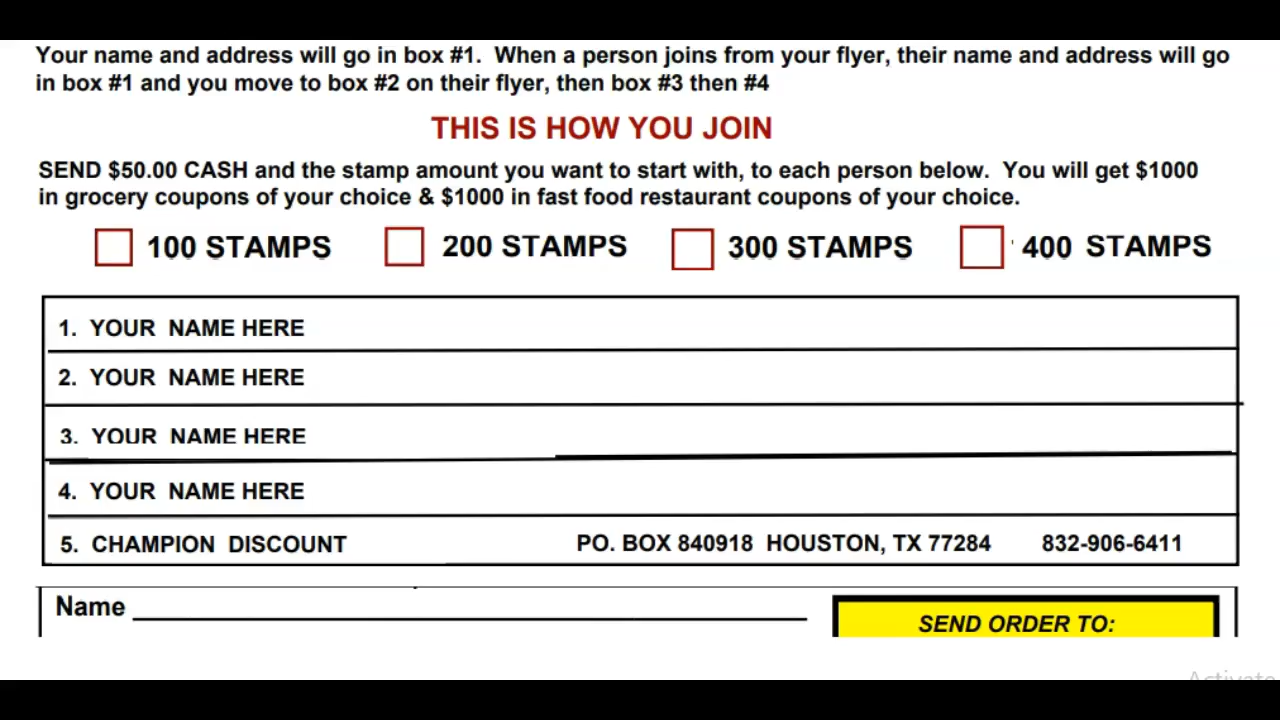 Your name and address will go in box #1. When a person joins from your flyer, their name and address will go
in box #1 and you move to box #2 on their flyer, then box #3 then #4
THIS IS HOW YOU JOIN
SEND $50.00 CASH and the stamp amount you want to start with, to each person below. You will get $1000
in grocery coupons of your choice & $1000 in fast food restaurant coupons of your choice.
100 STAMPS 200 STAMPS 300 STAMPS 400 STAMPS
1. YOUR NAME HERE
2. YOUR NAME HERE
3. YOUR NAME HERE
4. YOUR NAME HERE
5. CHAMPION DISCOUNT PO. BOX 840918 HOUSTON, TX 77284 832-906-6411
Name
SEND ORDER TO: